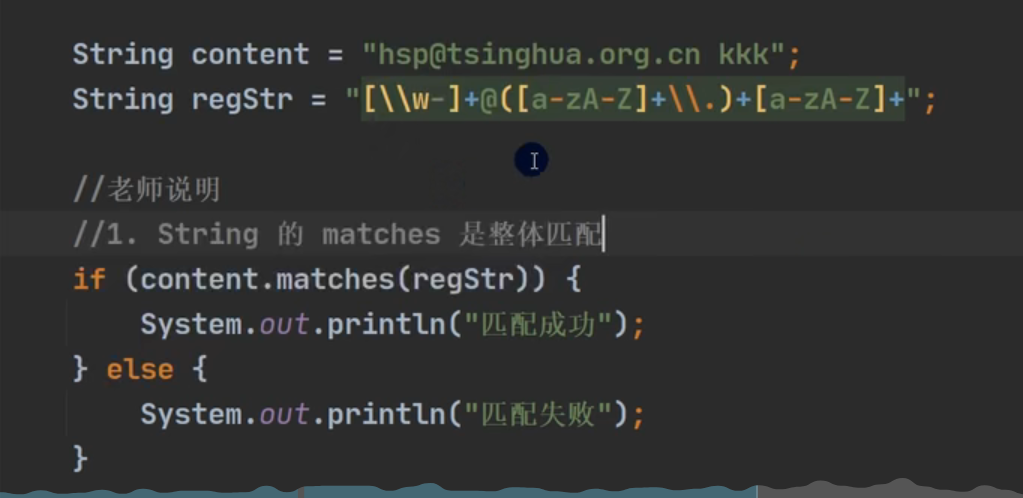 String content = "hsp@tsinghua.org.cn kkk";
String regStr = "[\\w-]+@([a-zA-Z]+\\.)+[a-zA-Z]+";
//老师说明
//1. String 的 matches 是整体匹配
if (content.matches(regStr)) {
System.out.println("匹配成功");
} else {
System.out.println("匹配失败");
}